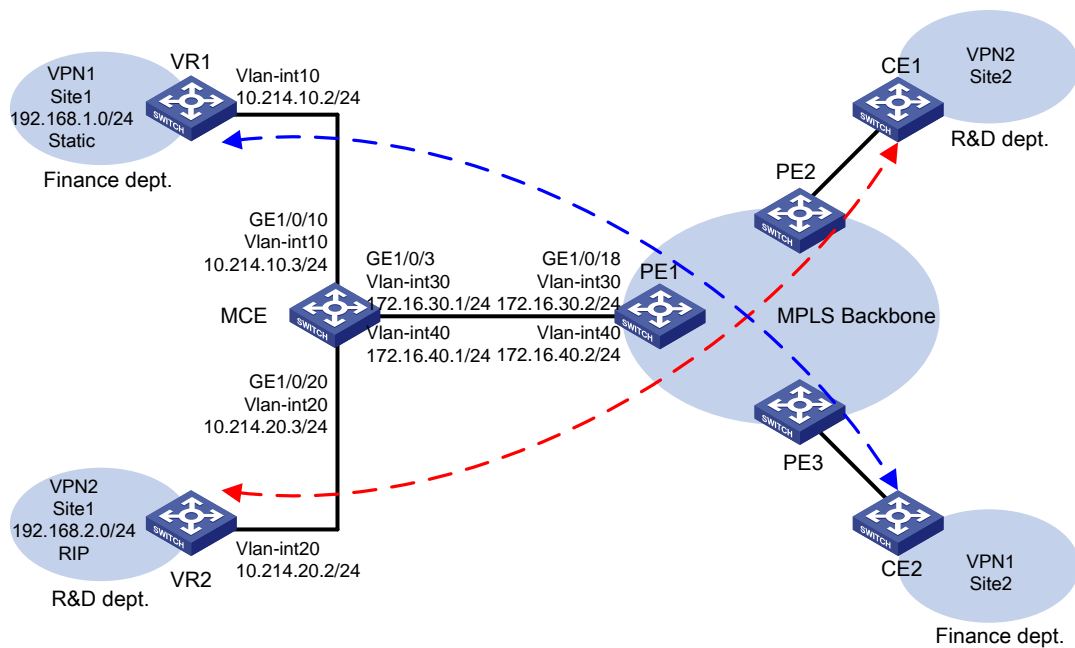 VR1
VPN1
Site1
192.168.1.0/24
Static
SWITCH
Vlan-int10
10.214.10.2/24
Finance dept.
CE1
VPN2
Site2
SWITCH
R&D dept.
PE2
SWITCH
GE1/0/10
Vlan-int10
10.214.10.3/24
GE1/0/3
Vlan-int30
172.16.30.1/24
GE1/0/18
Vlan-int30
172.16.30.2/24
PE1
SWITCH
MPLS Backbone
MCE
SWITCH
Vlan-int40
172.16.40.1/24
Vlan-int40
172.16.40.2/24
GE1/0/20
Vlan-int20
10.214.20.3/24
SWITCH
PE3
VPN2
Site1
192.168.2.0/24
RIP
SWITCH
VR2
Vlan-int20
10.214.20.2/24
R&D dept.
SWITCH
CE2
VPN1
Site2
Finance dept.